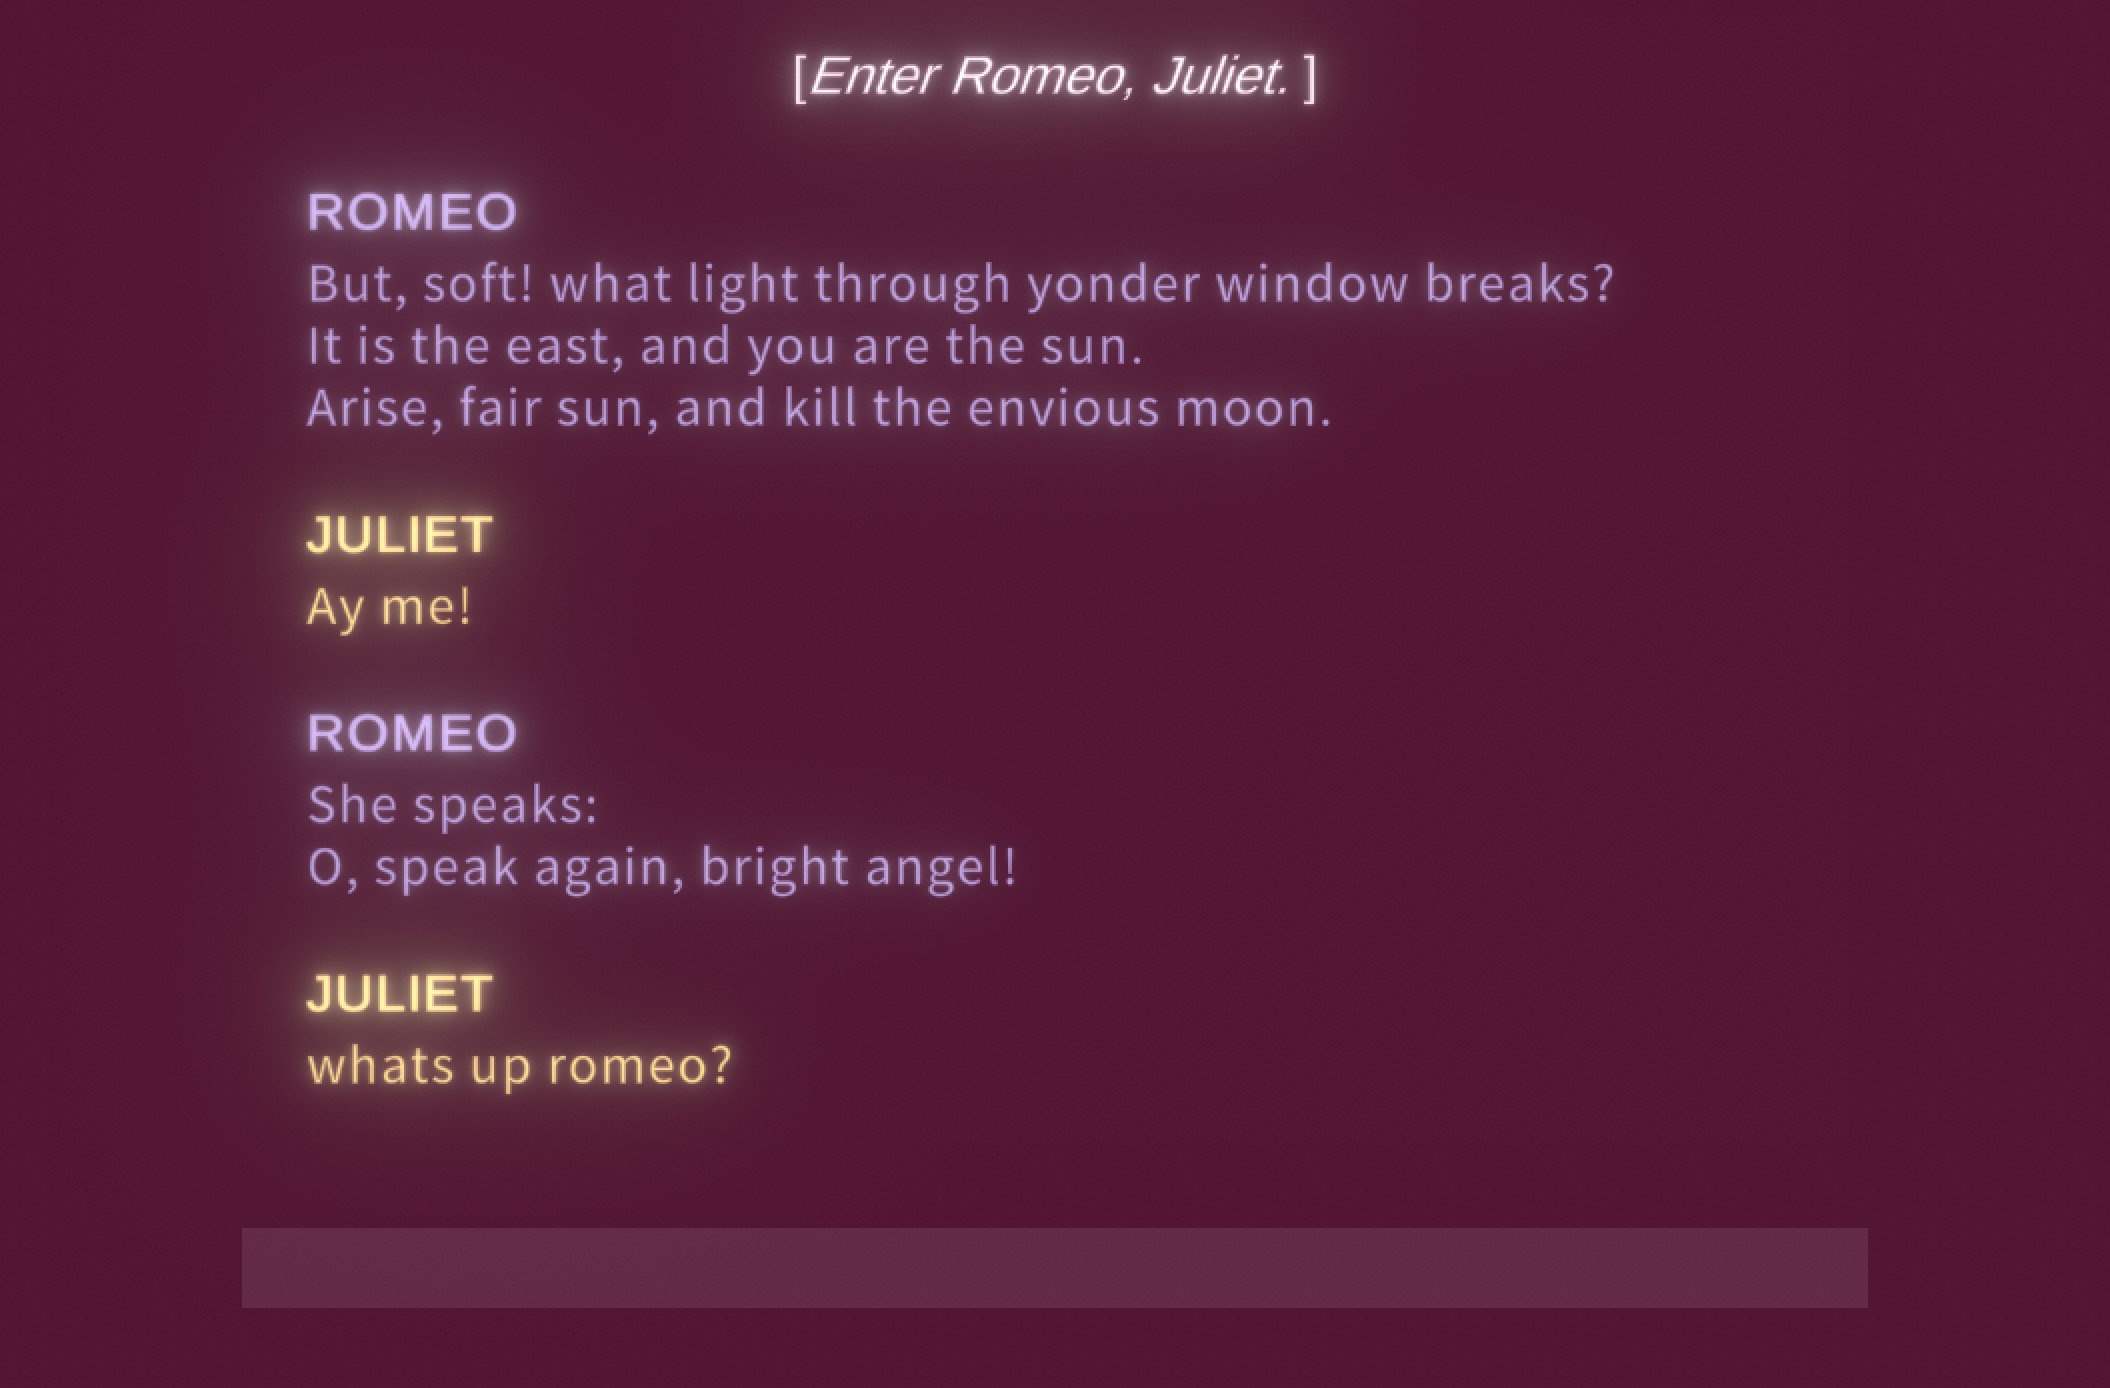 [Enter Romeo, Juliet. ]
ROMEO
But, soft! what light through yonder window breaks?
It is the east, and you are the sun.
Arise, fair sun, and kill the envious moon.
JULIET
Ay me!
ROMEO
She speaks:
O, speak again, bright angel!
JULIET
whats up romeo?